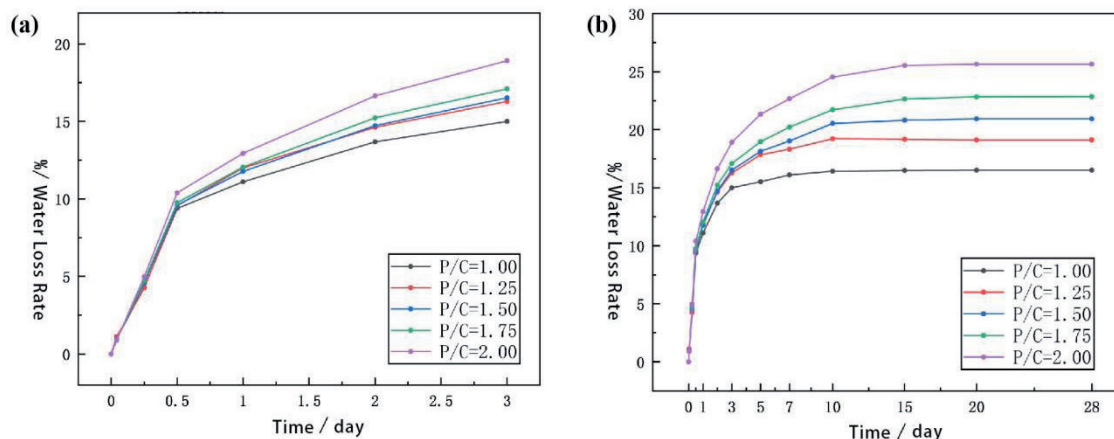 (a)
20
15
10
5
0
%/ Water Loss Rate
P/C=1.00
P/C=1.25
P/C=1.50
P/C=1.75
P/C=2.00
0 0.5 1 1.5 2 2.5 3
Time / day
(b)
30
25
20
15
10
5
0
%/ Water Loss Rate
P/C=1.00
P/C=1.25
P/C=1.50
P/C=1.75
P/C=2.00
0 1 3 5 7 10 15 20 28
Time / day